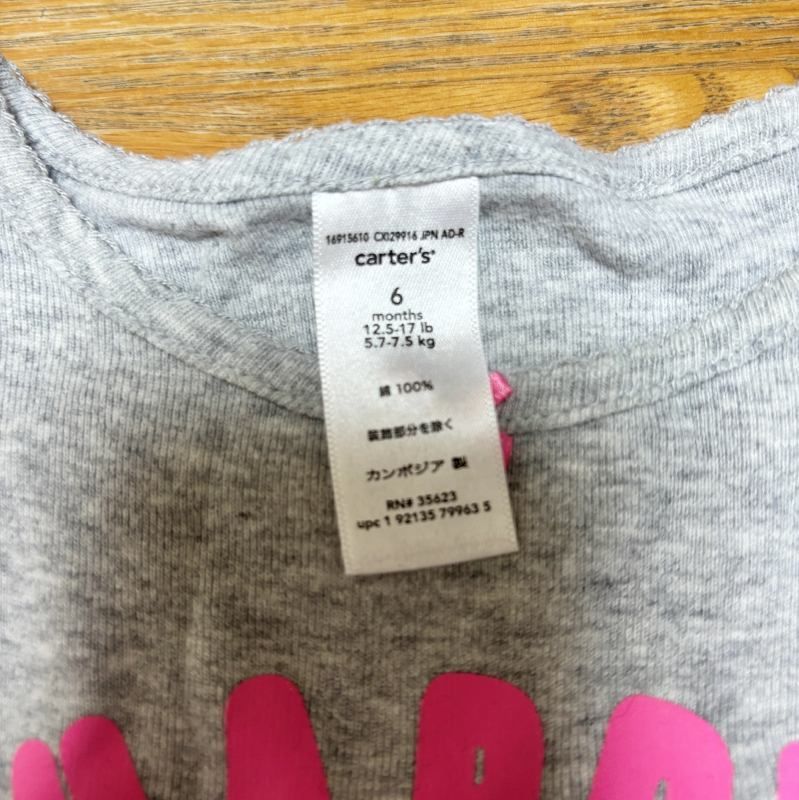 16915610 CX029916 JPN AD-R
carter's
6
months
12.5-17 lb
5.7-7.5 kg
綿 100%
装飾部分を除く
カンボジア 製
RN# 35623
upc 1 92135 79963 5